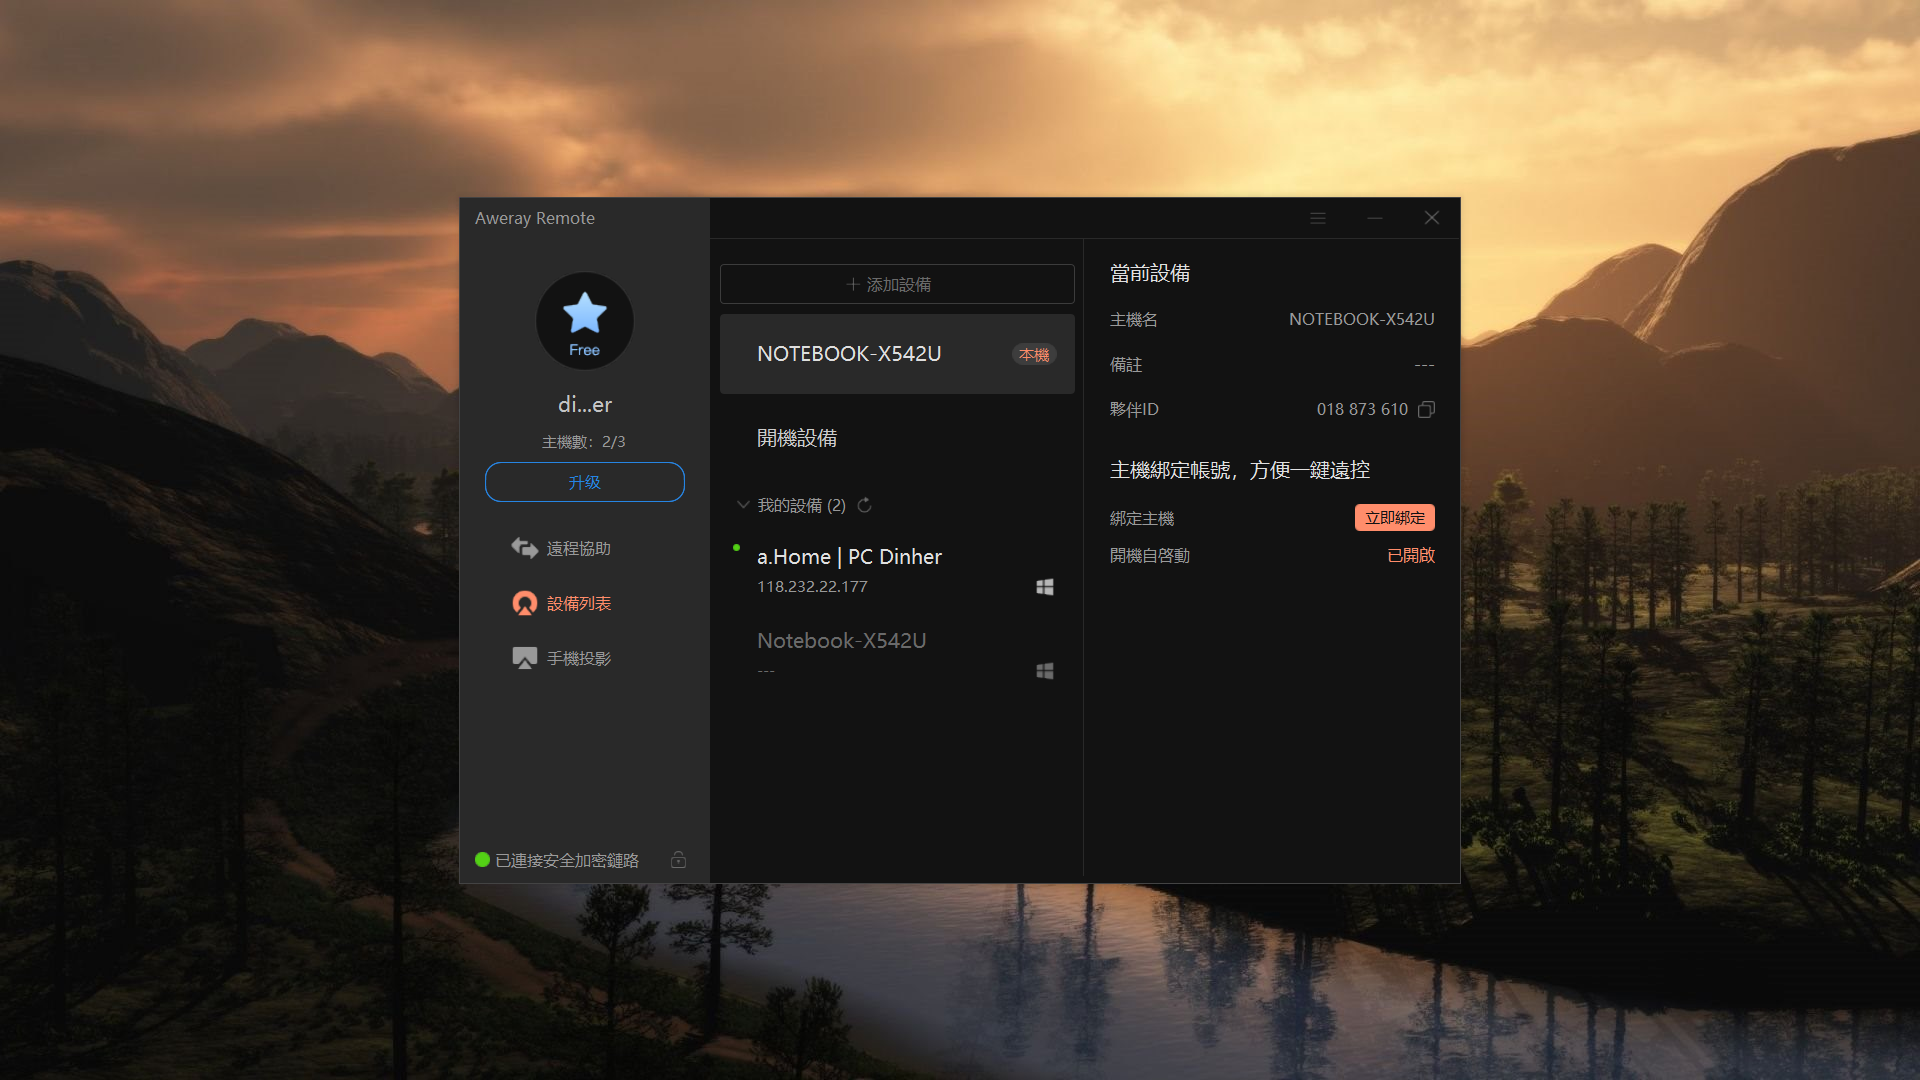 Aweray Remote
Free
di...er
主機數：2/3
升级
遠程協助
設備列表
手機投影
已連接安全加密鏈路
添加設備
NOTEBOOK-X542U 本機
開機設備
我的設備 (2)
a.Home | PC Dinher
118.232.22.177
Notebook-X542U
---
當前設備
主機名 NOTEBOOK-X542U
備註 ---
夥伴ID 018 873 610
主機綁定帳號，方便一鍵遠控
綁定主機 立即綁定
開機自啓動 已開啟